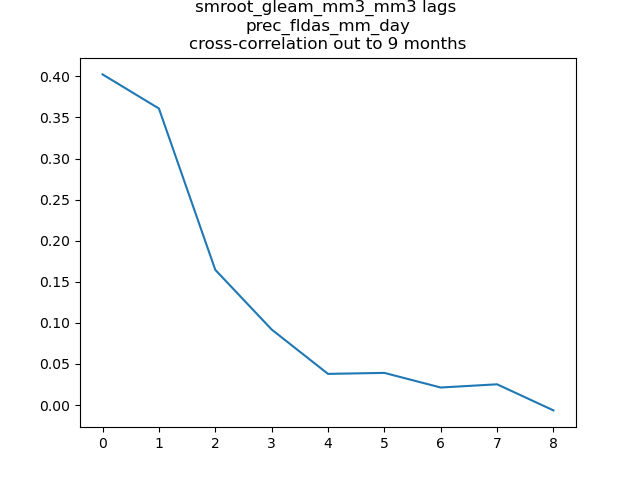 smroot_gleam_mm3_mm3 lags
prec_fldas_mm_day
cross-correlation out to 9 months
0.40
0.35
0.30
0.25
0.20
0.15
0.10
0.05
0.00
0 1 2 3 4 5 6 7 8